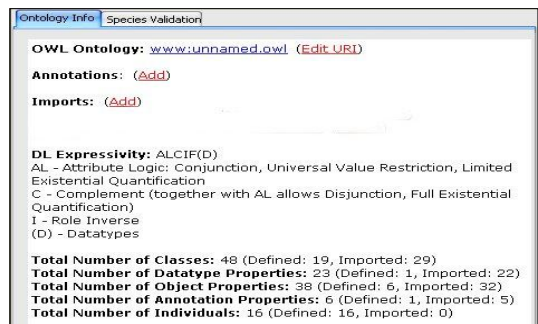 Ontology Info Species Validation
OWL Ontology: www:unnamed.owl (Edit URI)
Annotations: (Add)
Imports: (Add)
DL Expressivity: ALCIF(D)
AL - Attribute Logic: Conjunction, Universal Value Restriction, Limited
Existential Quantification
C - Complement (together with AL allows Disjunction, Full Existential
Quantification)
I - Role Inverse
(D) - Datatypes
Total Number of Classes: 48 (Defined: 19, Imported: 29)
Total Number of Datatype Properties: 23 (Defined: 1, Imported: 22)
Total Number of Object Properties: 38 (Defined: 6, Imported: 32)
Total Number of Annotation Properties: 6 (Defined: 1, Imported: 5)
Total Number of Individuals: 16 (Defined: 16, Imported: 0)